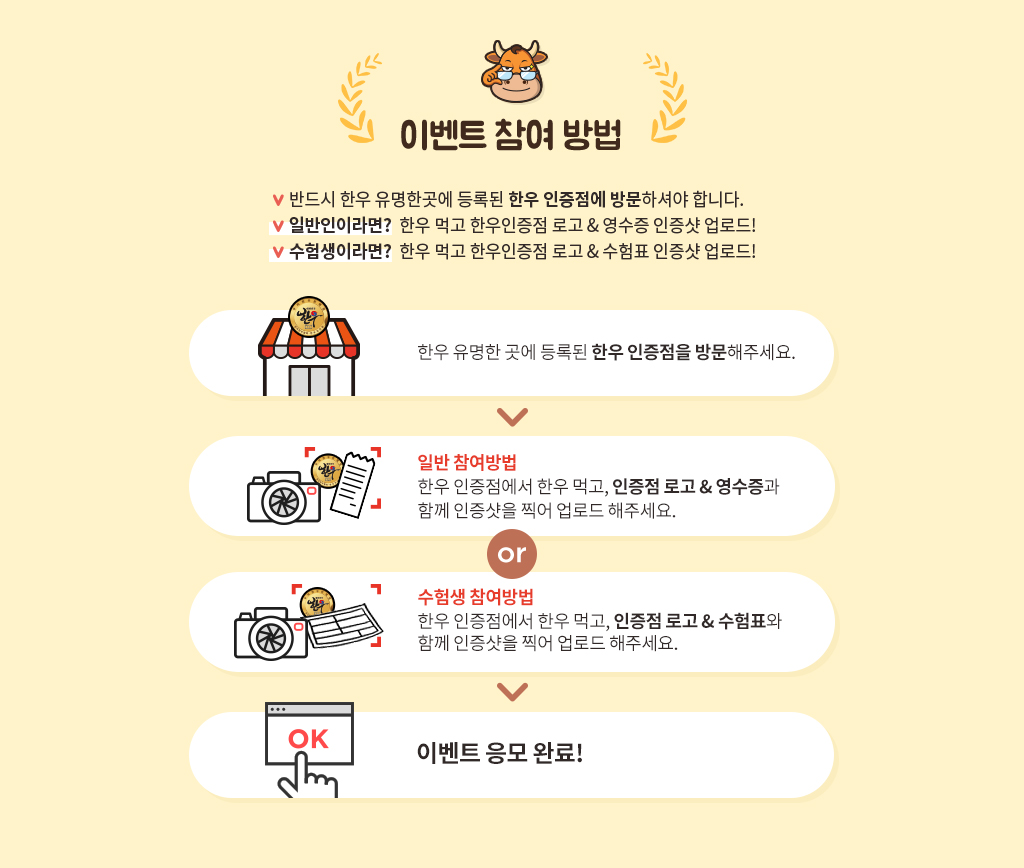 이벤트 참여 방법
반드시 한우 유명한곳에 등록된 한우 인증점에 방문하셔야 합니다.
일반인이라면? 한우 먹고 한우인증점 로고 & 영수증 인증샷 업로드!
수험생이라면? 한우 먹고 한우인증점 로고 & 수험표 인증샷 업로드!
한우
한우 유명한 곳에 등록된 한우 인증점을 방문해주세요.
일반 참여방법
한우 인증점에서 한우 먹고, 인증점 로고 & 영수증과
함께 인증샷을 찍어 업로드 해주세요.
한우
or
수험생 참여방법
한우 인증점에서 한우 먹고, 인증점 로고 & 수험표와
함께 인증샷을 찍어 업로드 해주세요.
한우
OK
이벤트 응모 완료!